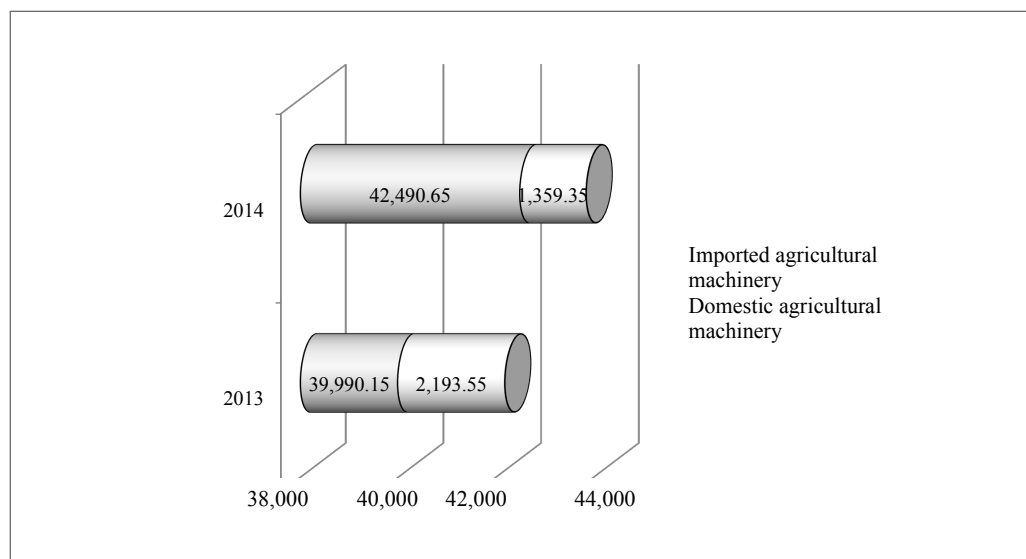 42,490.65 1,359.35
2014
Imported agricultural
machinery
Domestic agricultural
machinery
39,990.15 2,193.55
2013
38,000 40,000 42,000 44,000